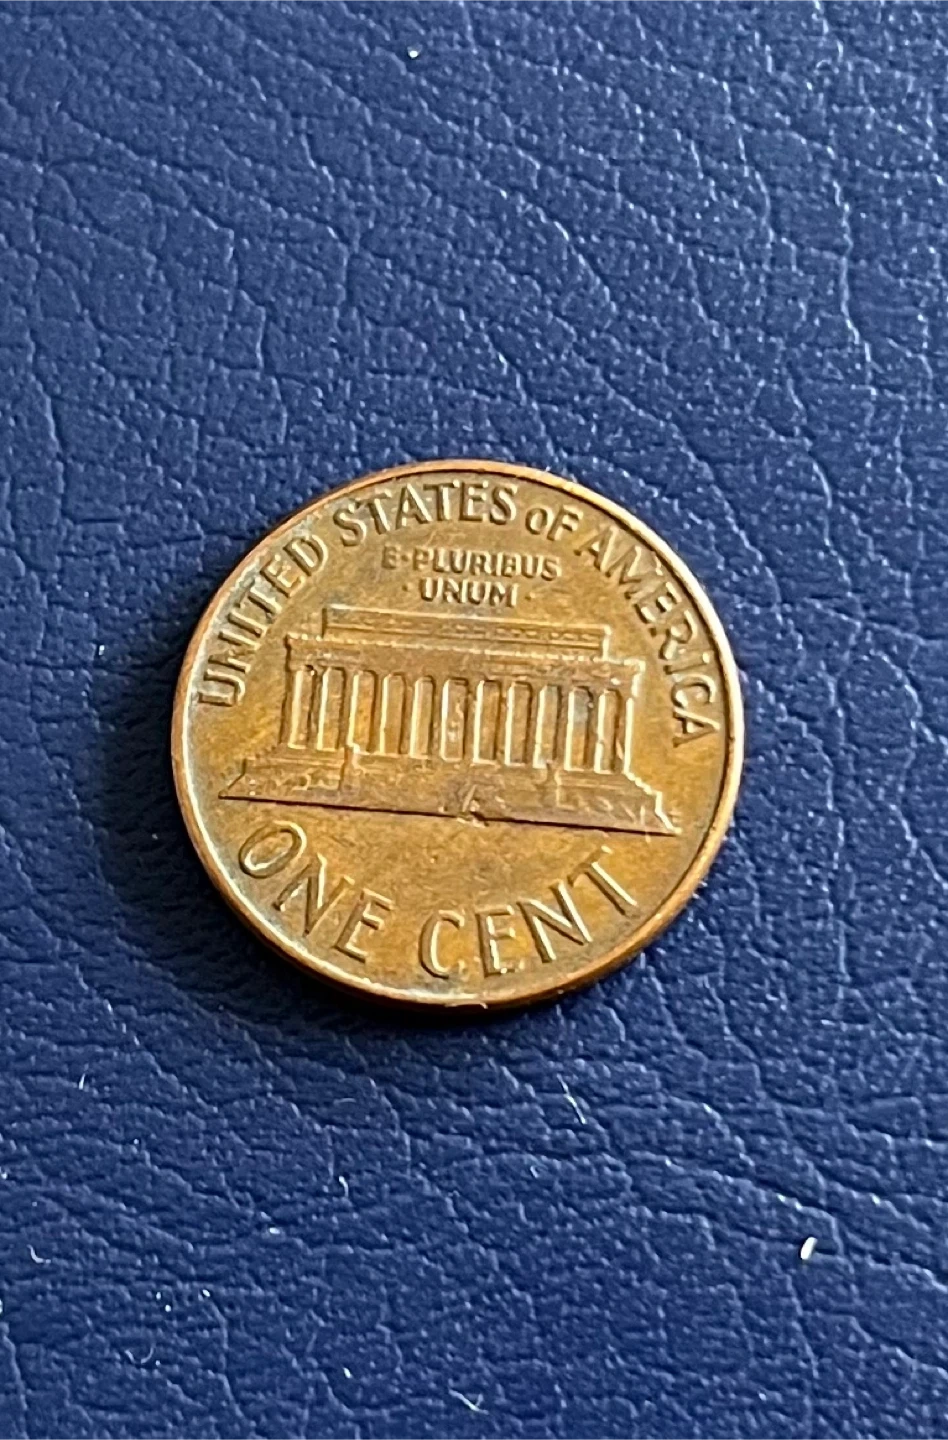 UNITED STATES OF AMERICA
E·PLURIBUS
·UNUM·
ONE CENT